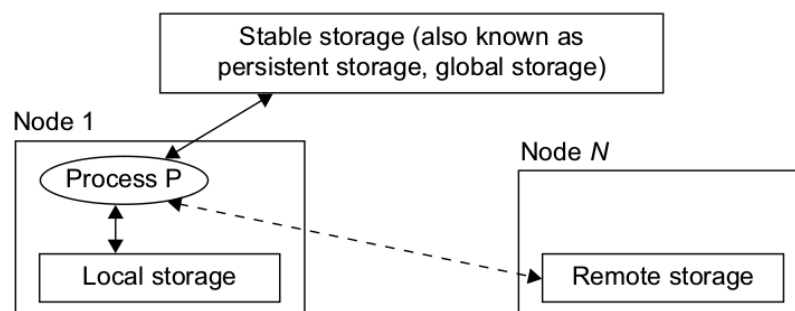 Stable storage (also known as
persistent storage, global storage)
Node 1
Node N
Process P
Local storage
Remote storage